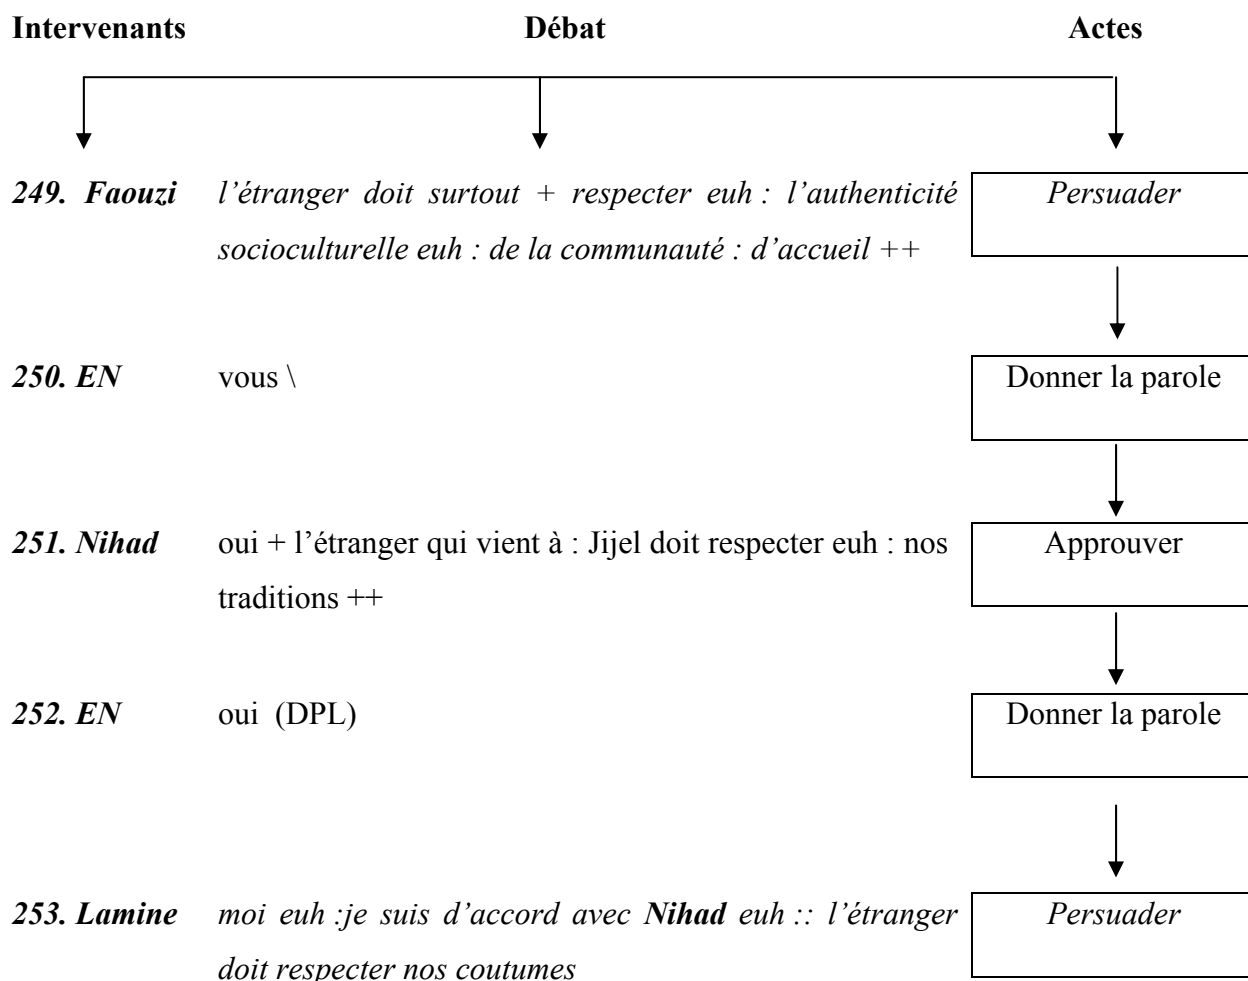 Intervenants Débat Actes
249. Faouzi l’étranger doit surtout + respecter euh : l’authenticité Persuader
socioculturelle euh : de la communauté : d’accueil ++
250. EN vous \ Donner la parole
251. Nihad oui + l’étranger qui vient à : Jijel doit respecter euh : nos Approuver
traditions ++
252. EN oui (DPL) Donner la parole
253. Lamine moi euh :je suis d’accord avec Nihad euh :: l’étranger Persuader
doit respecter nos coutumes